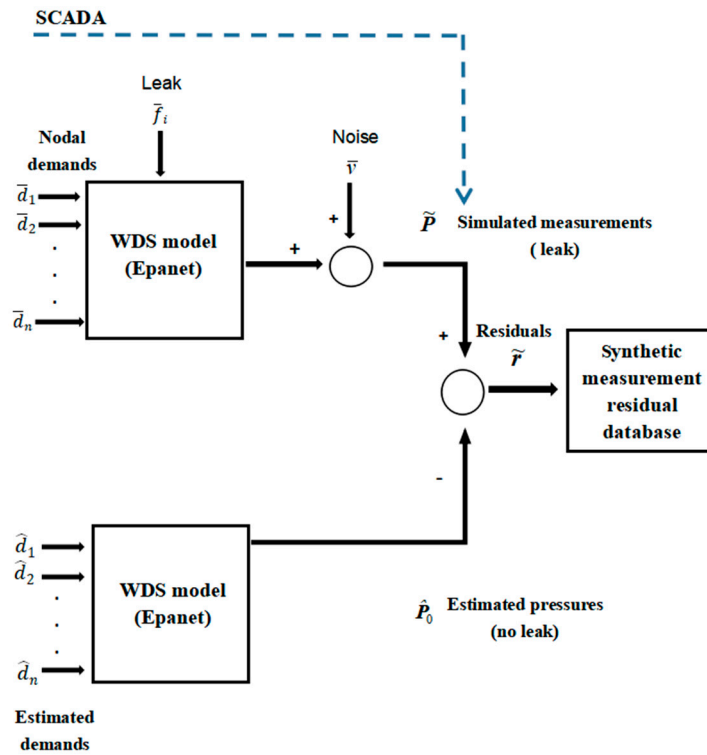 SCADA
Leak
f̅ᵢ
Nodal
demands
Noise
v̅
d̅₁
d̅₂
.
.
.
d̅ₙ
WDS model
(Epanet)
+
+
P̃ Simulated measurements
( leak)
+
Residuals
r̃
Synthetic
measurement
residual
database
-
d̂₁
d̂₂
.
.
.
d̂ₙ
WDS model
(Epanet)
P̂₀ Estimated pressures
(no leak)
Estimated
demands